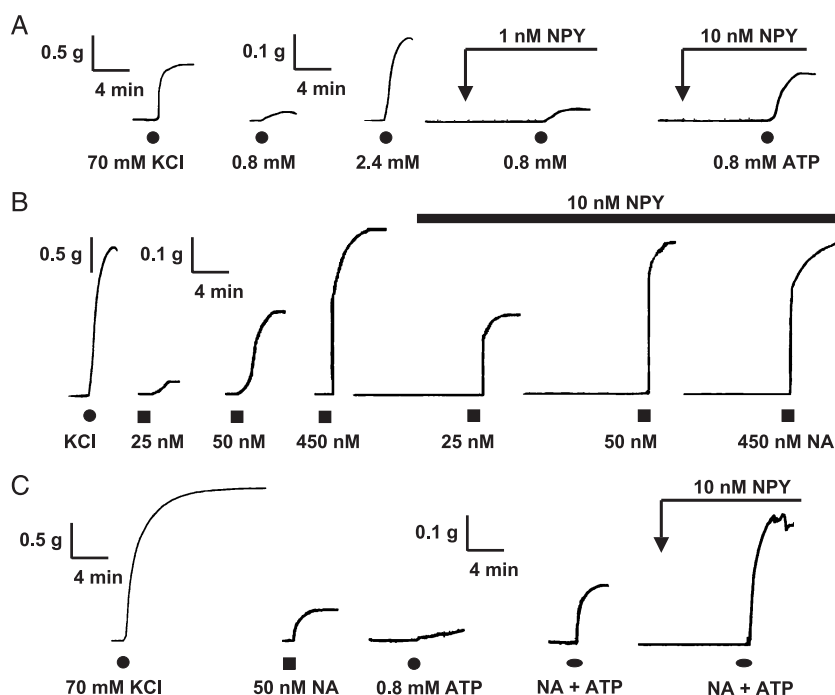 A
0.5 g
4 min
0.1 g
4 min
1 nM NPY
10 nM NPY
70 mM KCl
0.8 mM
2.4 mM
0.8 mM
0.8 mM ATP
B
10 nM NPY
0.5 g
0.1 g
4 min
KCl
25 nM
50 nM
450 nM
25 nM
50 nM
450 nM NA
C
10 nM NPY
0.5 g
4 min
0.1 g
4 min
70 mM KCl
50 nM NA
0.8 mM ATP
NA + ATP
NA + ATP